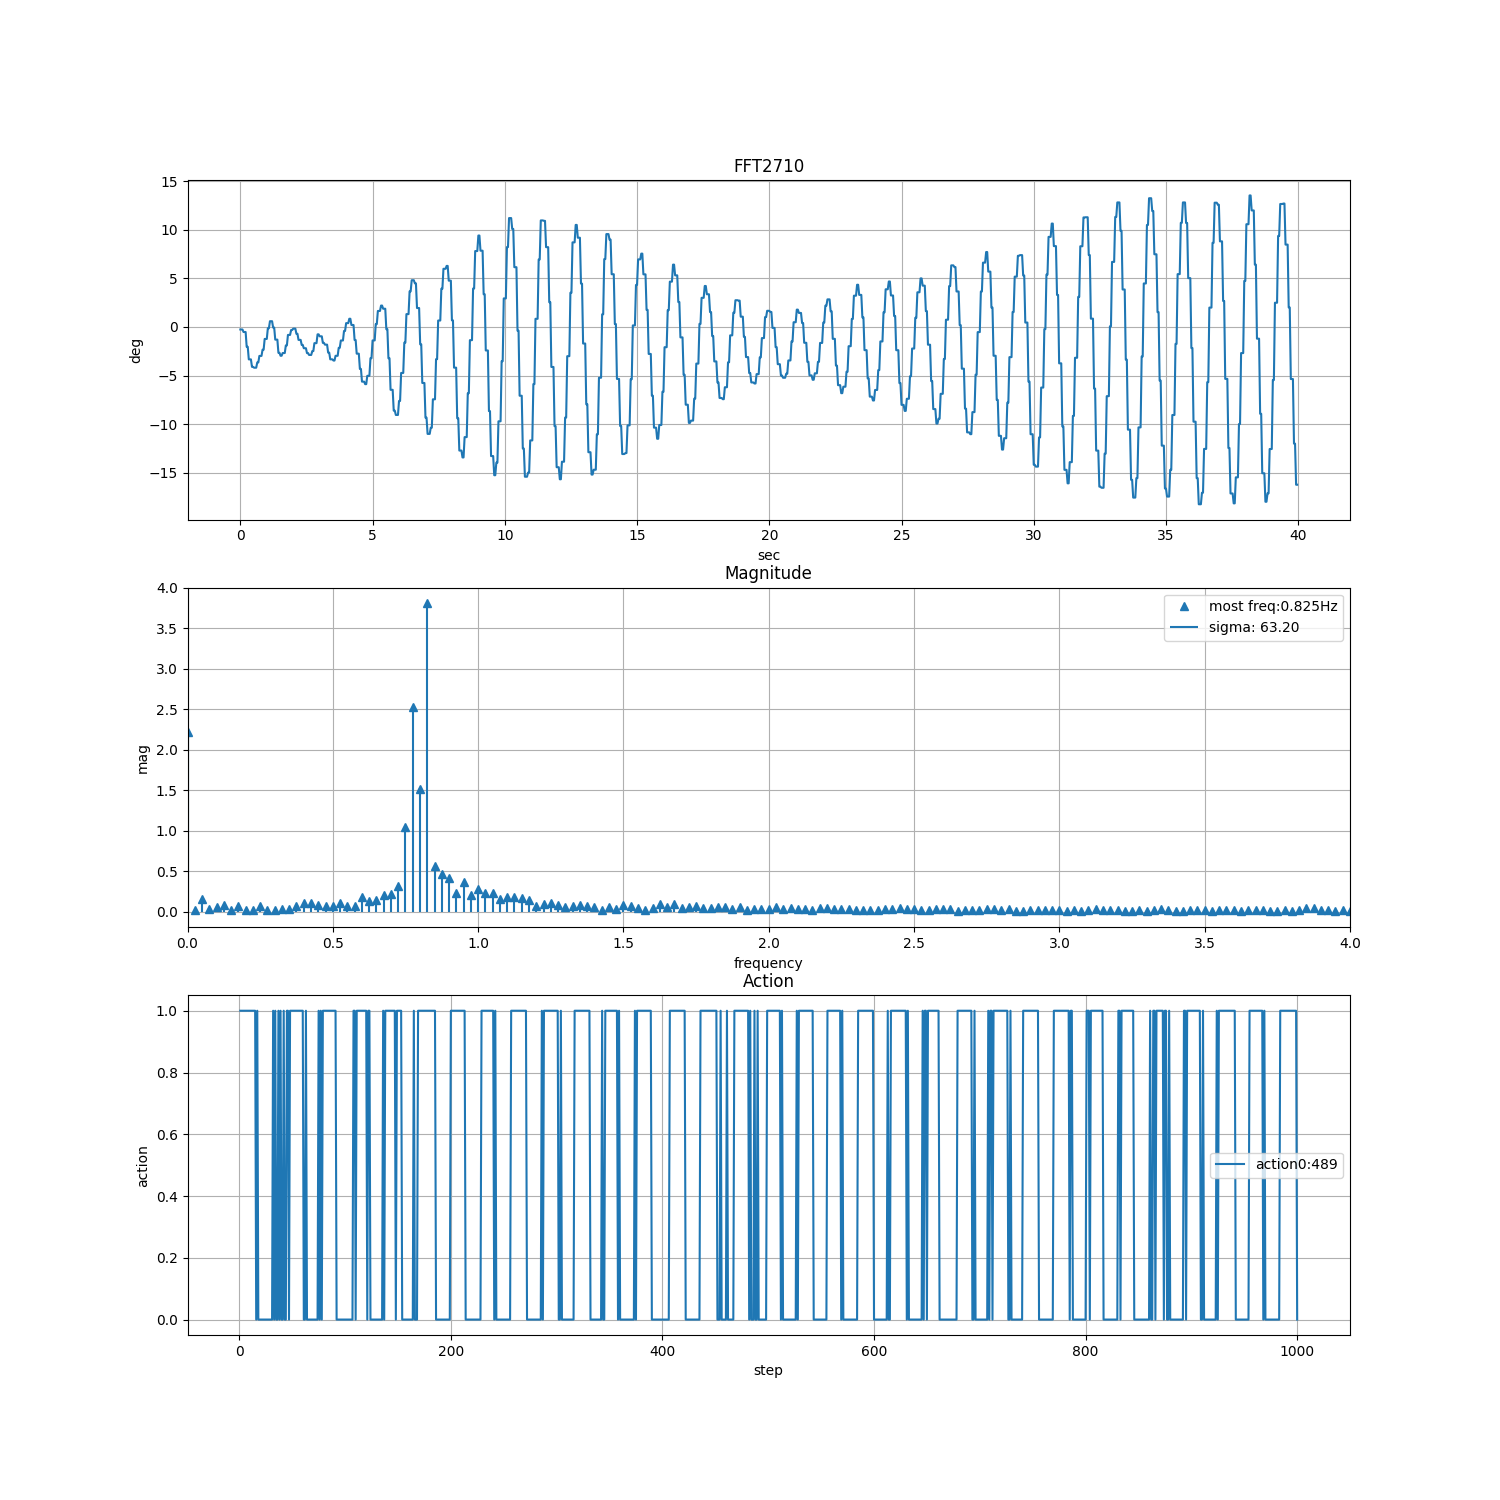 FFT2710
15
10
5
0
−5
−10
−15
deg
0 5 10 15 20 25 30 35 40
sec
Magnitude
4.0
3.5
3.0
2.5
2.0
1.5
1.0
0.5
0.0
mag
most freq:0.825Hz
sigma: 63.20
0.0 0.5 1.0 1.5 2.0 2.5 3.0 3.5 4.0
frequency
Action
1.0
0.8
0.6
0.4
0.2
0.0
action
action0:489
0 200 400 600 800 1000
step